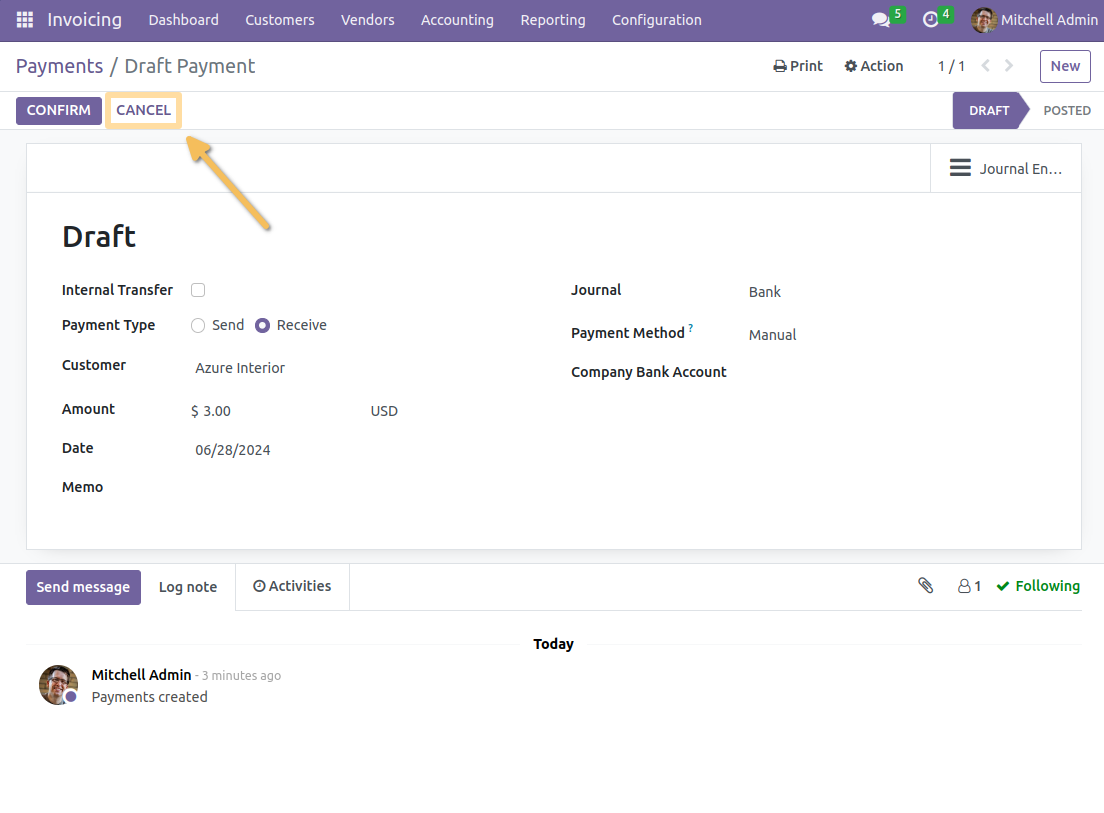 Invoicing Dashboard Customers Vendors Accounting Reporting Configuration 5 4 Mitchell Admin
Payments / Draft Payment Print Action 1 / 1 New
CONFIRM CANCEL DRAFT POSTED
Journal En...
Draft
Internal Transfer Journal Bank
Payment Type Send Receive Payment Method ? Manual
Customer Azure Interior Company Bank Account
Amount $ 3.00 USD
Date 06/28/2024
Memo
Send message Log note Activities 1 Following
Today
Mitchell Admin - 3 minutes ago
Payments created